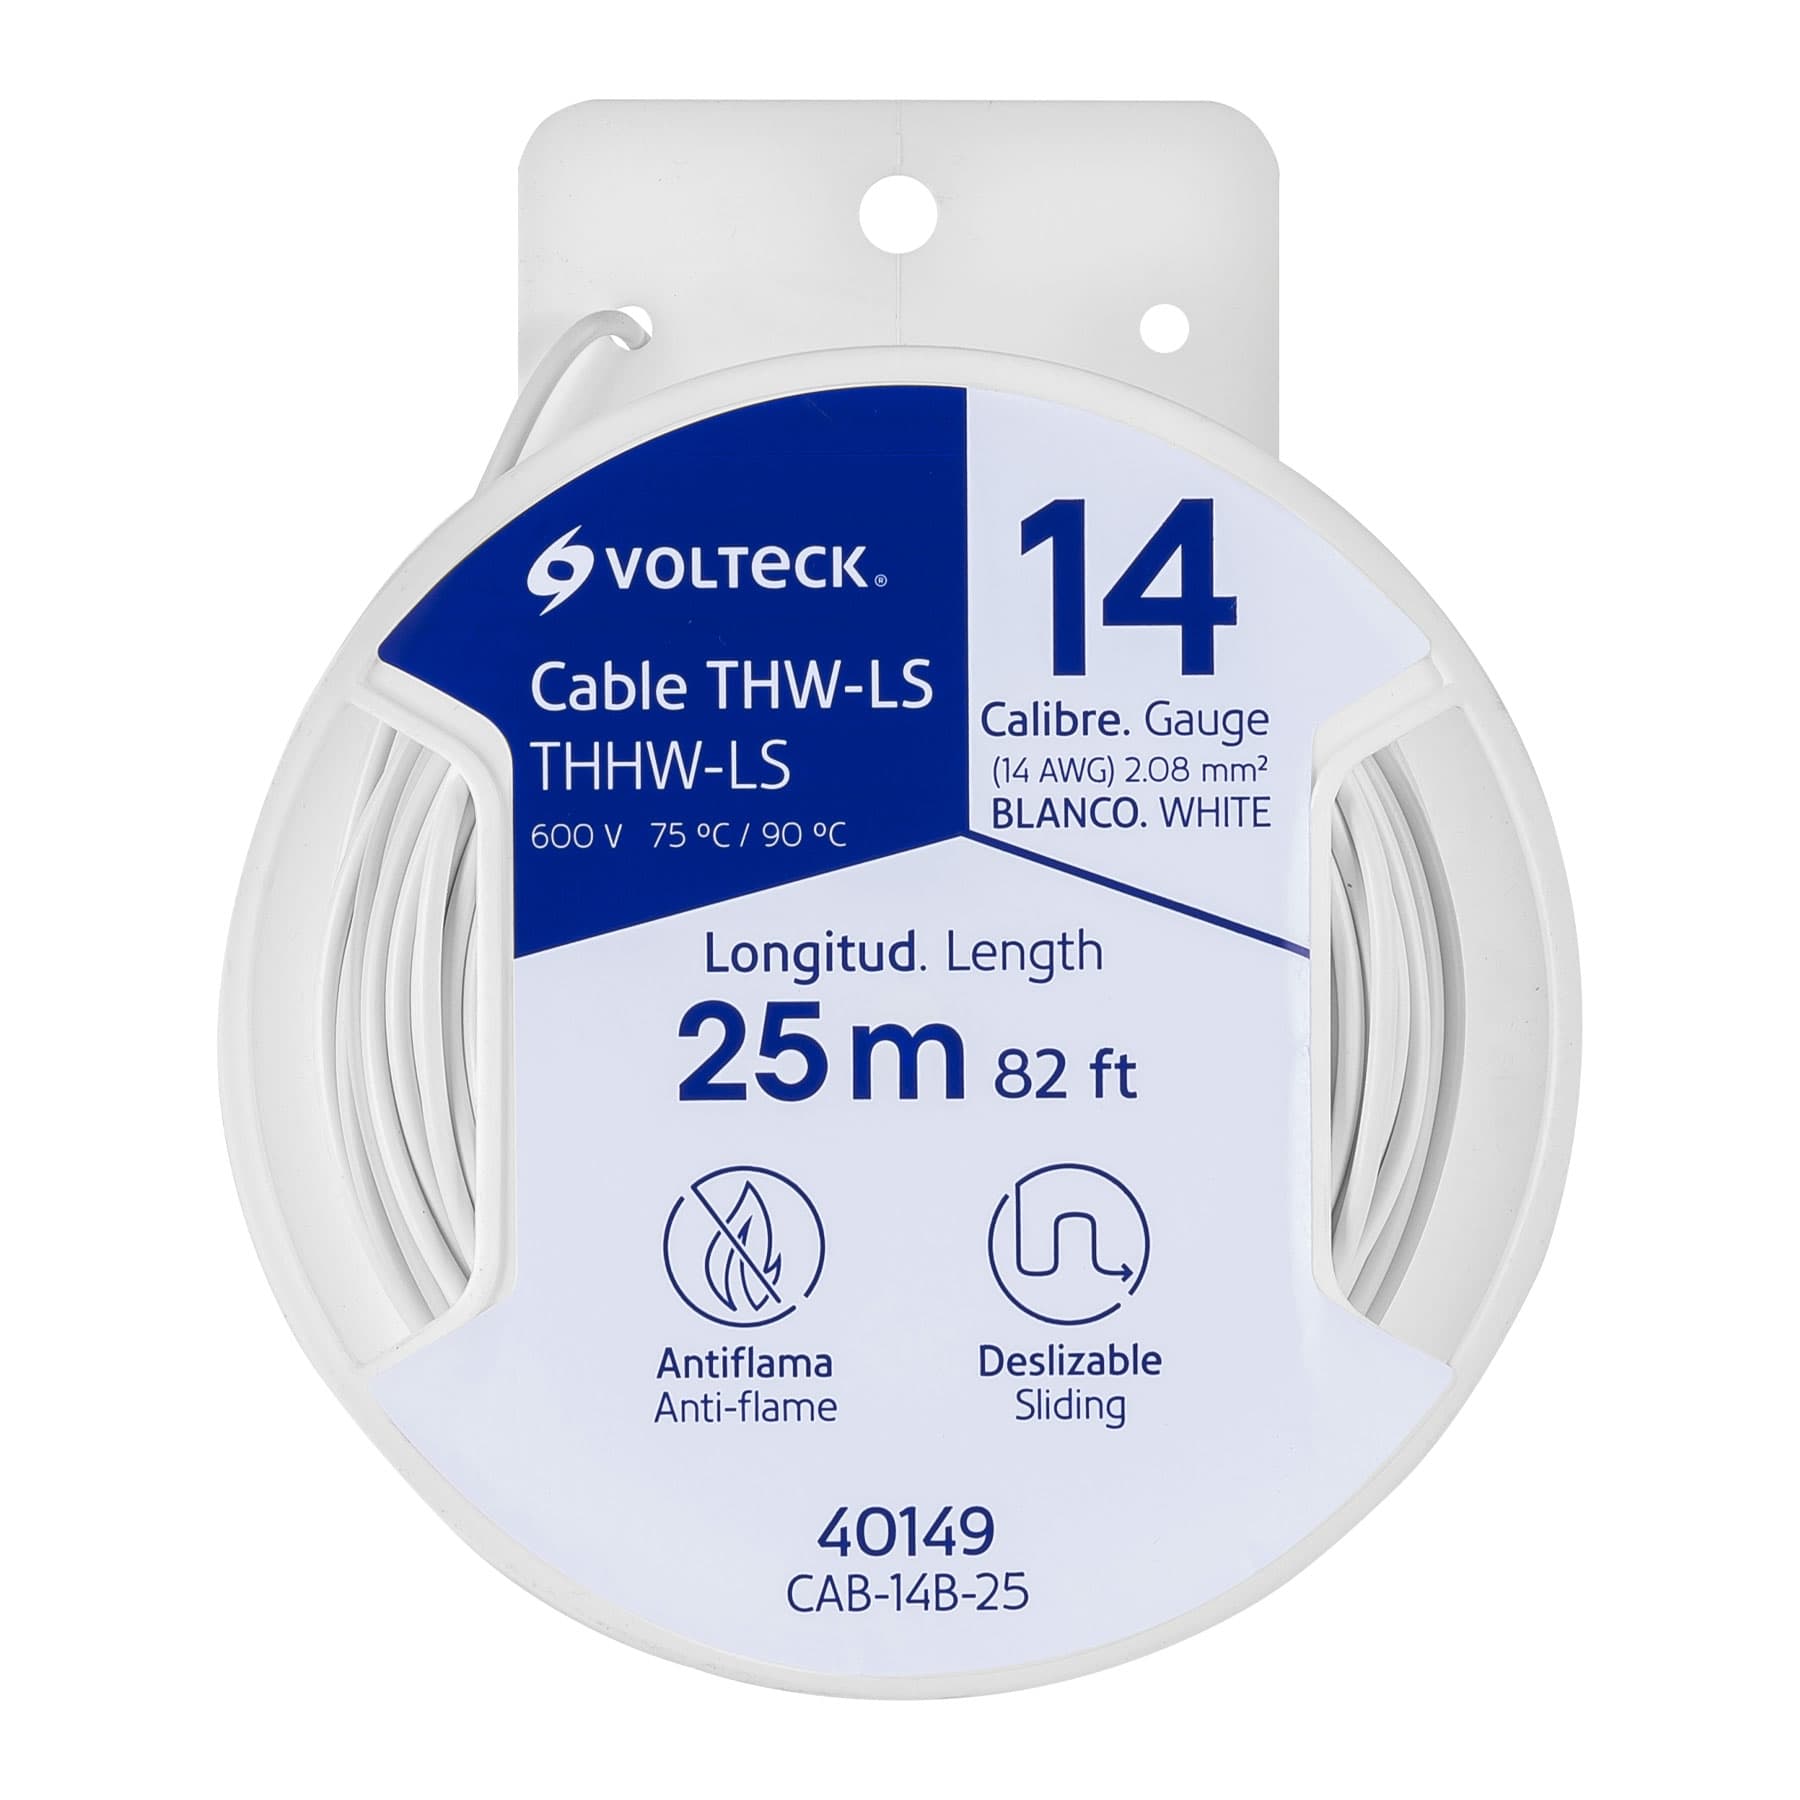 VOLTECK®
Cable THW-LS
THHW-LS
600 V 75 ºC / 90 ºC
14
Calibre. Gauge
(14 AWG) 2.08 mm²
BLANCO. WHITE
Longitud. Length
25 m 82 ft
Antiflama
Anti-flame
Deslizable
Sliding
40149
CAB-14B-25